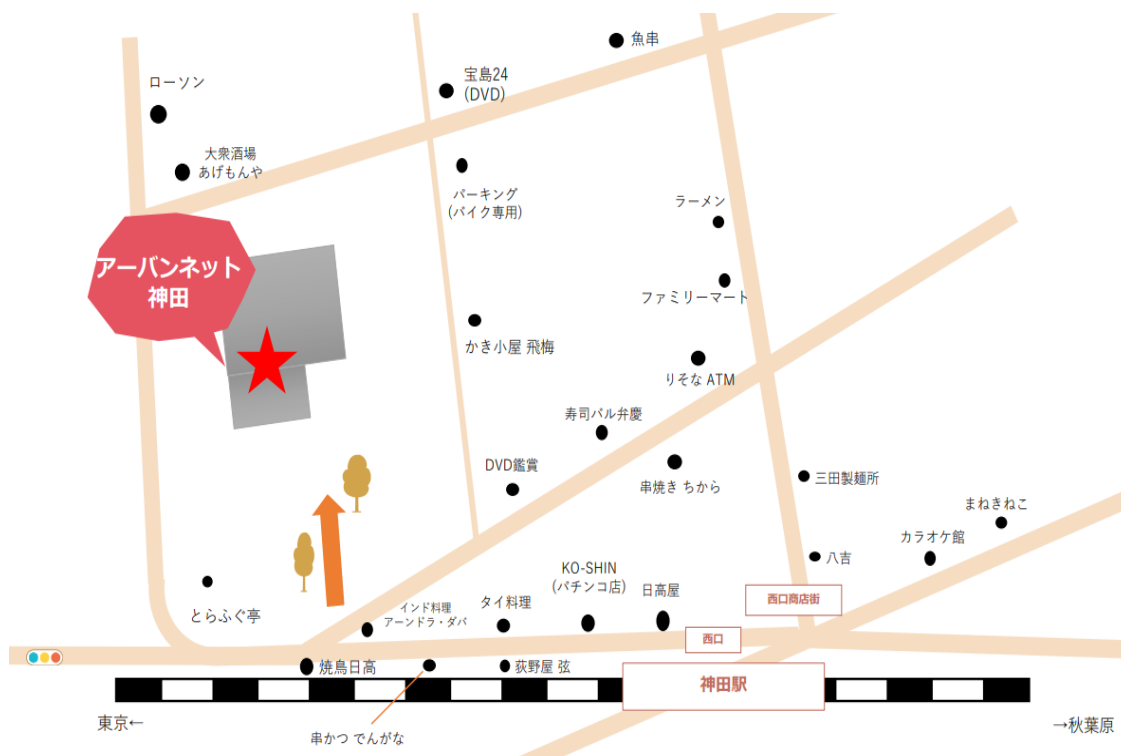 魚串
宝島24
(DVD)
ローソン
大衆酒場
あげもんや
パーキング
(バイク専用)
ラーメン
アーバンネット
神田
ファミリーマート
かき小屋 飛梅
りそな ATM
寿司バル弁慶
DVD鑑賞
串焼き ちから
三田製麺所
まねきねこ
カラオケ館
八吉
KO-SHIN
(パチンコ店)
日高屋
西口商店街
とらふぐ亭
インド料理
アーンドラ・ダバ
タイ料理
西口
焼鳥日高
荻野屋 弦
神田駅
東京←
→秋葉原
串かつ でんがな